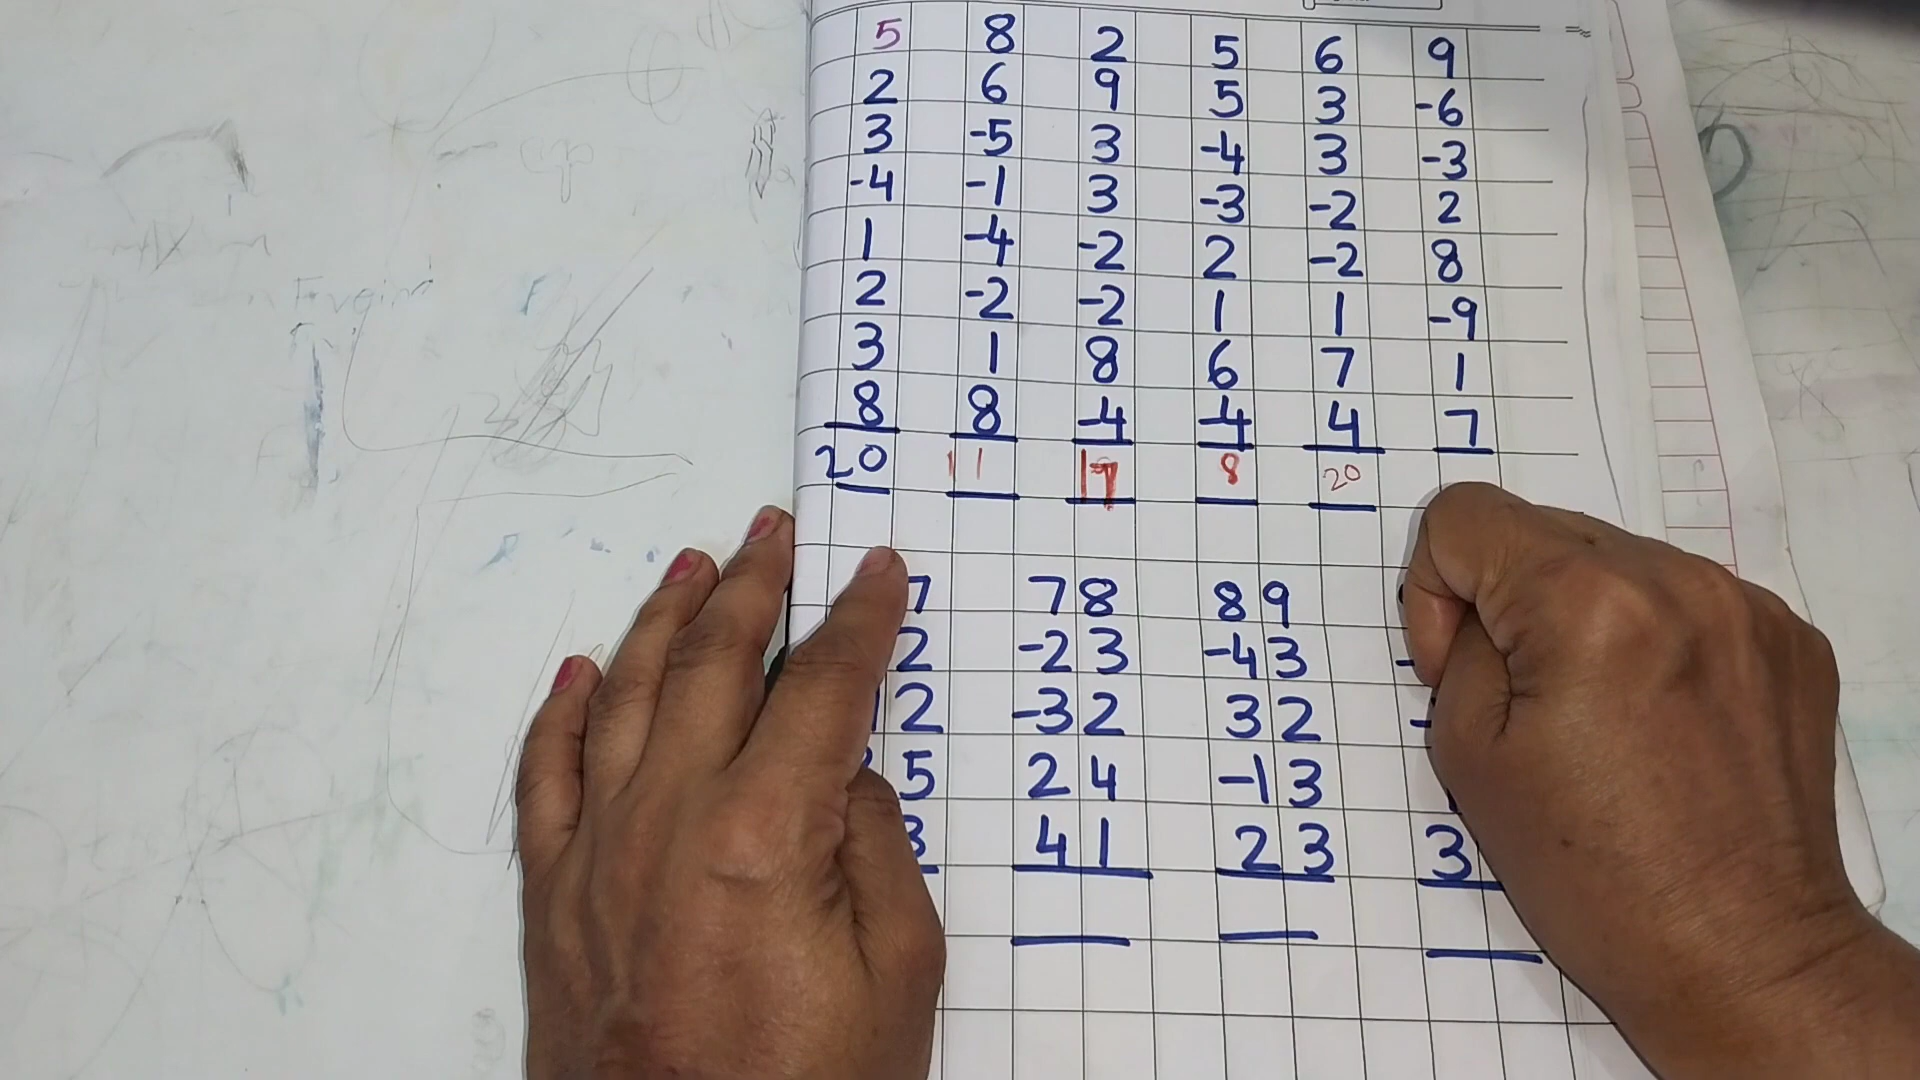 5 8 2 5 6 9
2 6 9 5 3 -6
3 -5 3 -4 3 -3
-4 -1 3 -3 -2 2
1 -4 -2 2 -2 8
2 -2 -2 1 1 -9
3 1 8 6 7 1
8 8 -4 -4 4 7
20 11 17 8 20
7 78 89
2 -23 -43
2 -32 32
5 24 -13
3 41 23 3